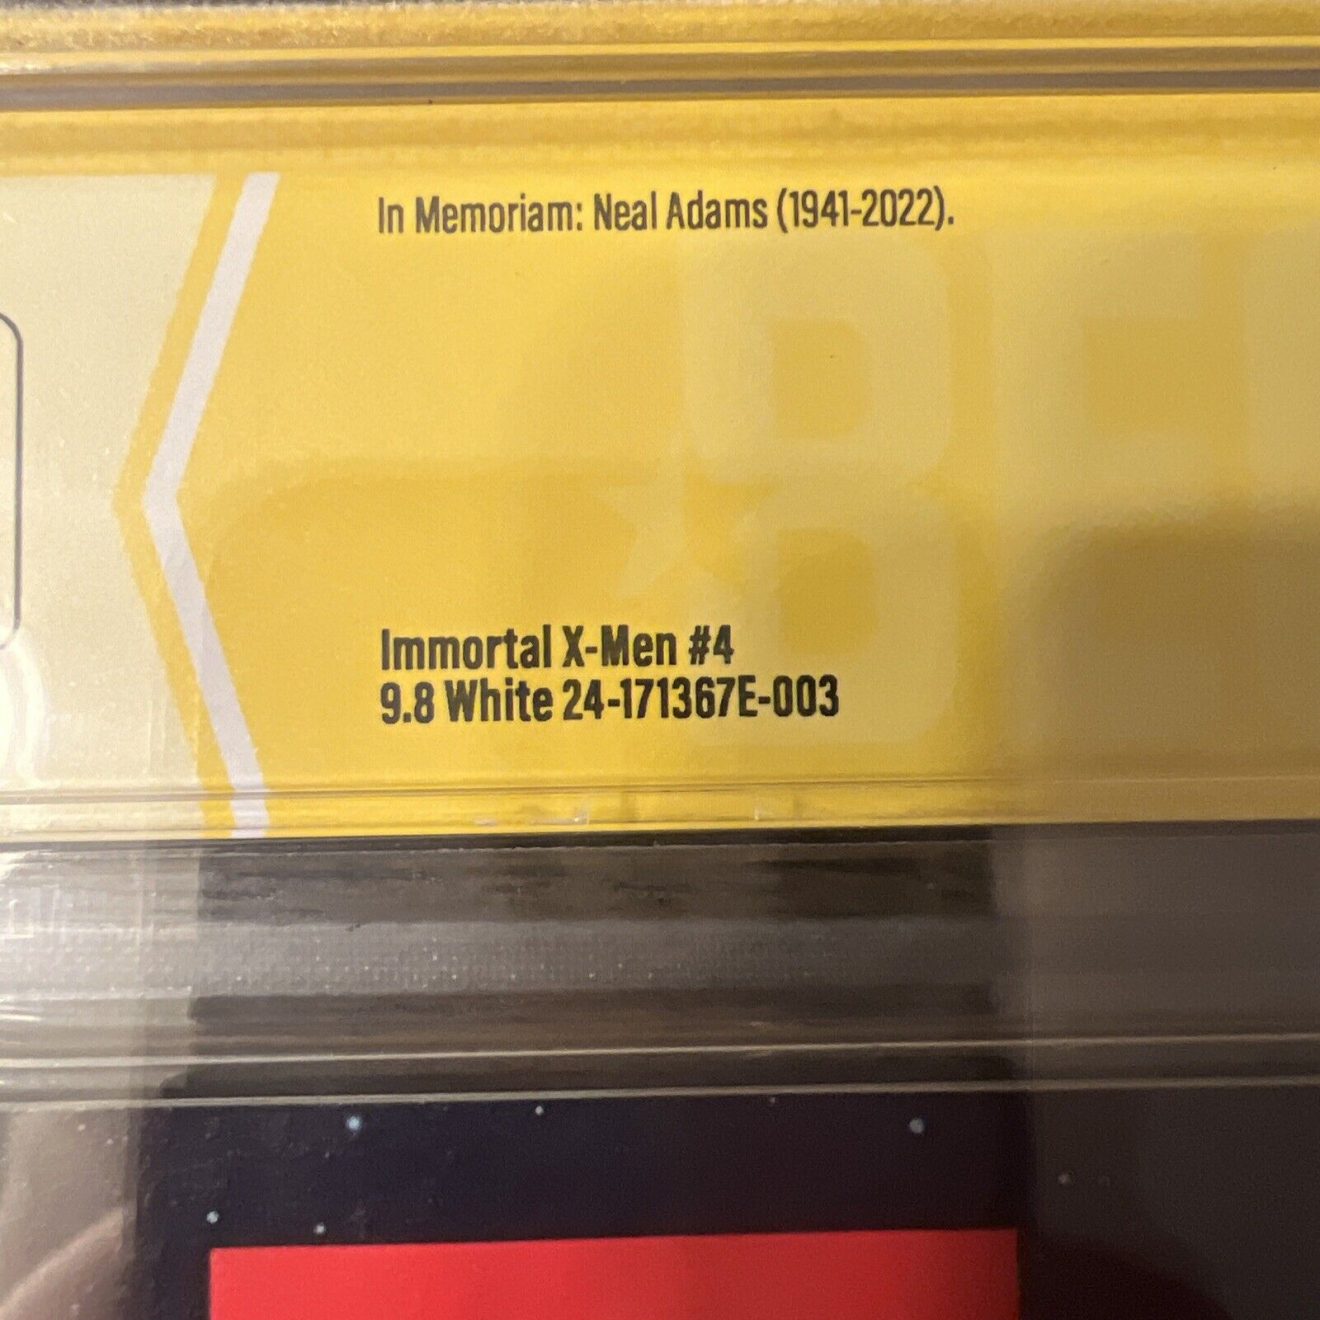 In Memoriam: Neal Adams (1941-2022).
Immortal X-Men #4
9.8 White 24-171367E-003